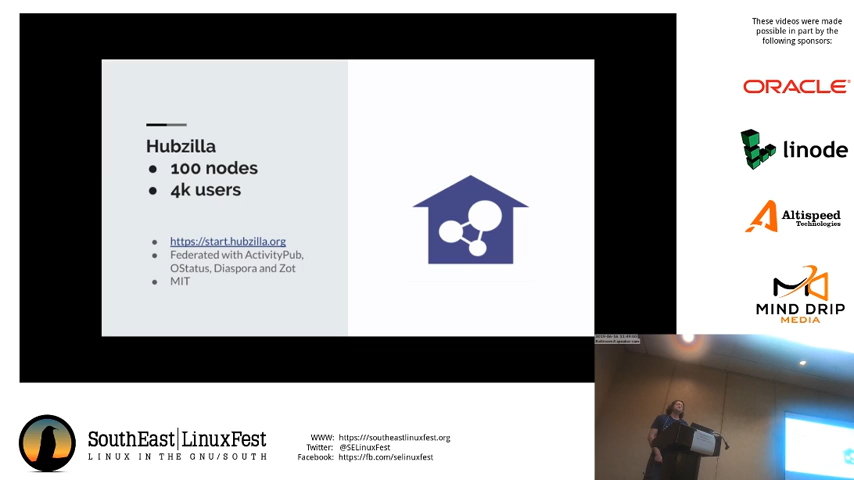 These videos were made
possible in part by the
following sponsors:
ORACLE
linode
Altispeed
Technologies
MIND DRIP
MEDIA
Hubzilla
● 100 nodes
● 4k users
● https://start.hubzilla.org
● Federated with ActivityPub,
OStatus, Diaspora and Zot
● MIT
SouthEast|LinuxFest
LINUX IN THE GNU/SOUTH
WWW: https:///southeastlinuxfest.org
Twitter: @SELinuxFest
Facebook: https://fb.com/selinuxfest